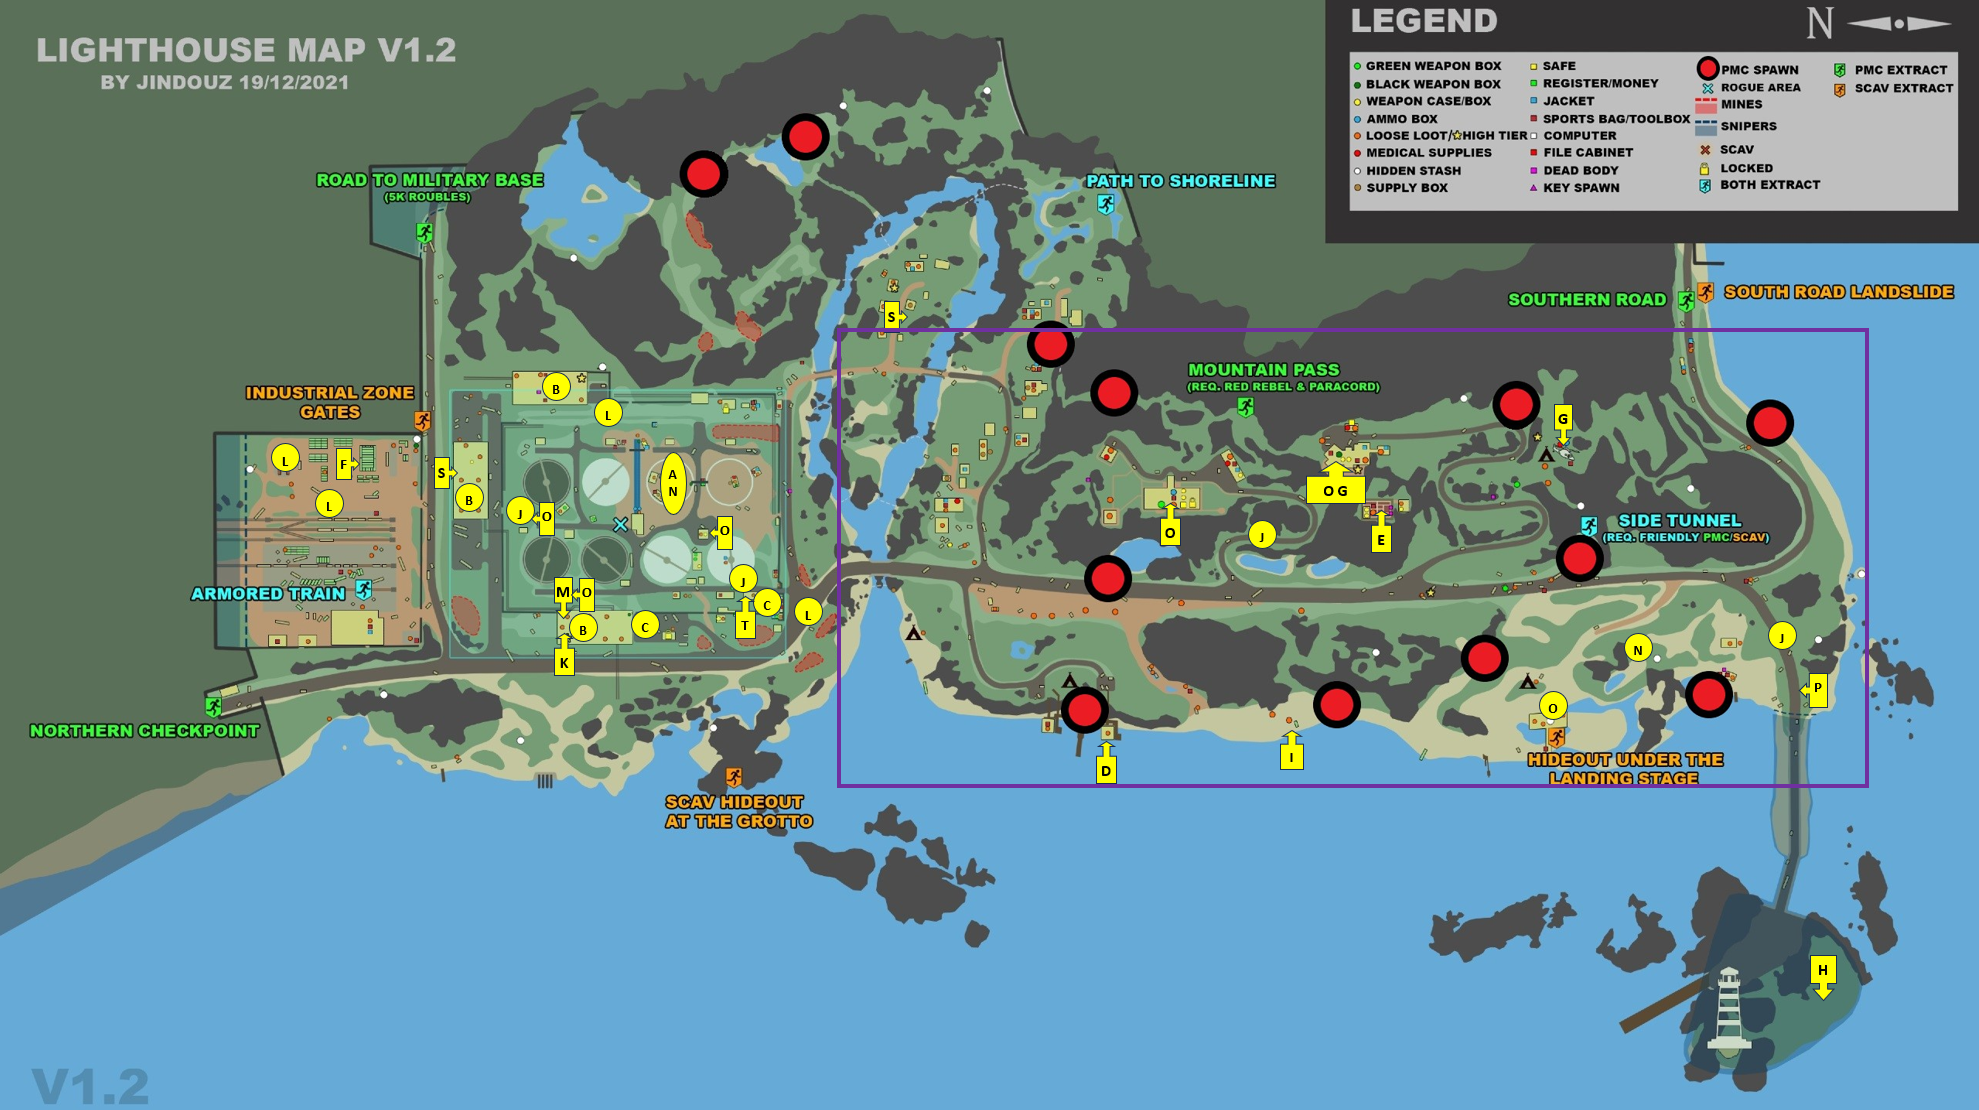 LIGHTHOUSE MAP V1.2
BY JINDOUZ 19/12/2021
LEGEND
N
GREEN WEAPON BOX
BLACK WEAPON BOX
WEAPON CASE/BOX
AMMO BOX
LOOSE LOOT/HIGH TIER
MEDICAL SUPPLIES
HIDDEN STASH
SUPPLY BOX
SAFE
REGISTER/MONEY
JACKET
SPORTS BAG/TOOLBOX
COMPUTER
FILE CABINET
DEAD BODY
KEY SPAWN
PMC SPAWN
ROGUE AREA
MINES
SNIPERS
SCAV
LOCKED
BOTH EXTRACT
PMC EXTRACT
SCAV EXTRACT
ROAD TO MILITARY BASE
(5K ROUBLES)
PATH TO SHORELINE
SOUTHERN ROAD
SOUTH ROAD LANDSLIDE
S
MOUNTAIN PASS
(REQ. RED REBEL & PARACORD)
INDUSTRIAL ZONE
GATES
B
L
G
L
F
S
B
L
A
N
J
O
O
O G
O
J
E
SIDE TUNNEL
(REQ. FRIENDLY PMC/SCAV)
ARMORED TRAIN
M
O
J
C
T
L
B
C
K
N
J
P
O
NORTHERN CHECKPOINT
D
I
HIDEOUT UNDER THE
LANDING STAGE
SCAV HIDEOUT
AT THE GROTTO
H
V1.2